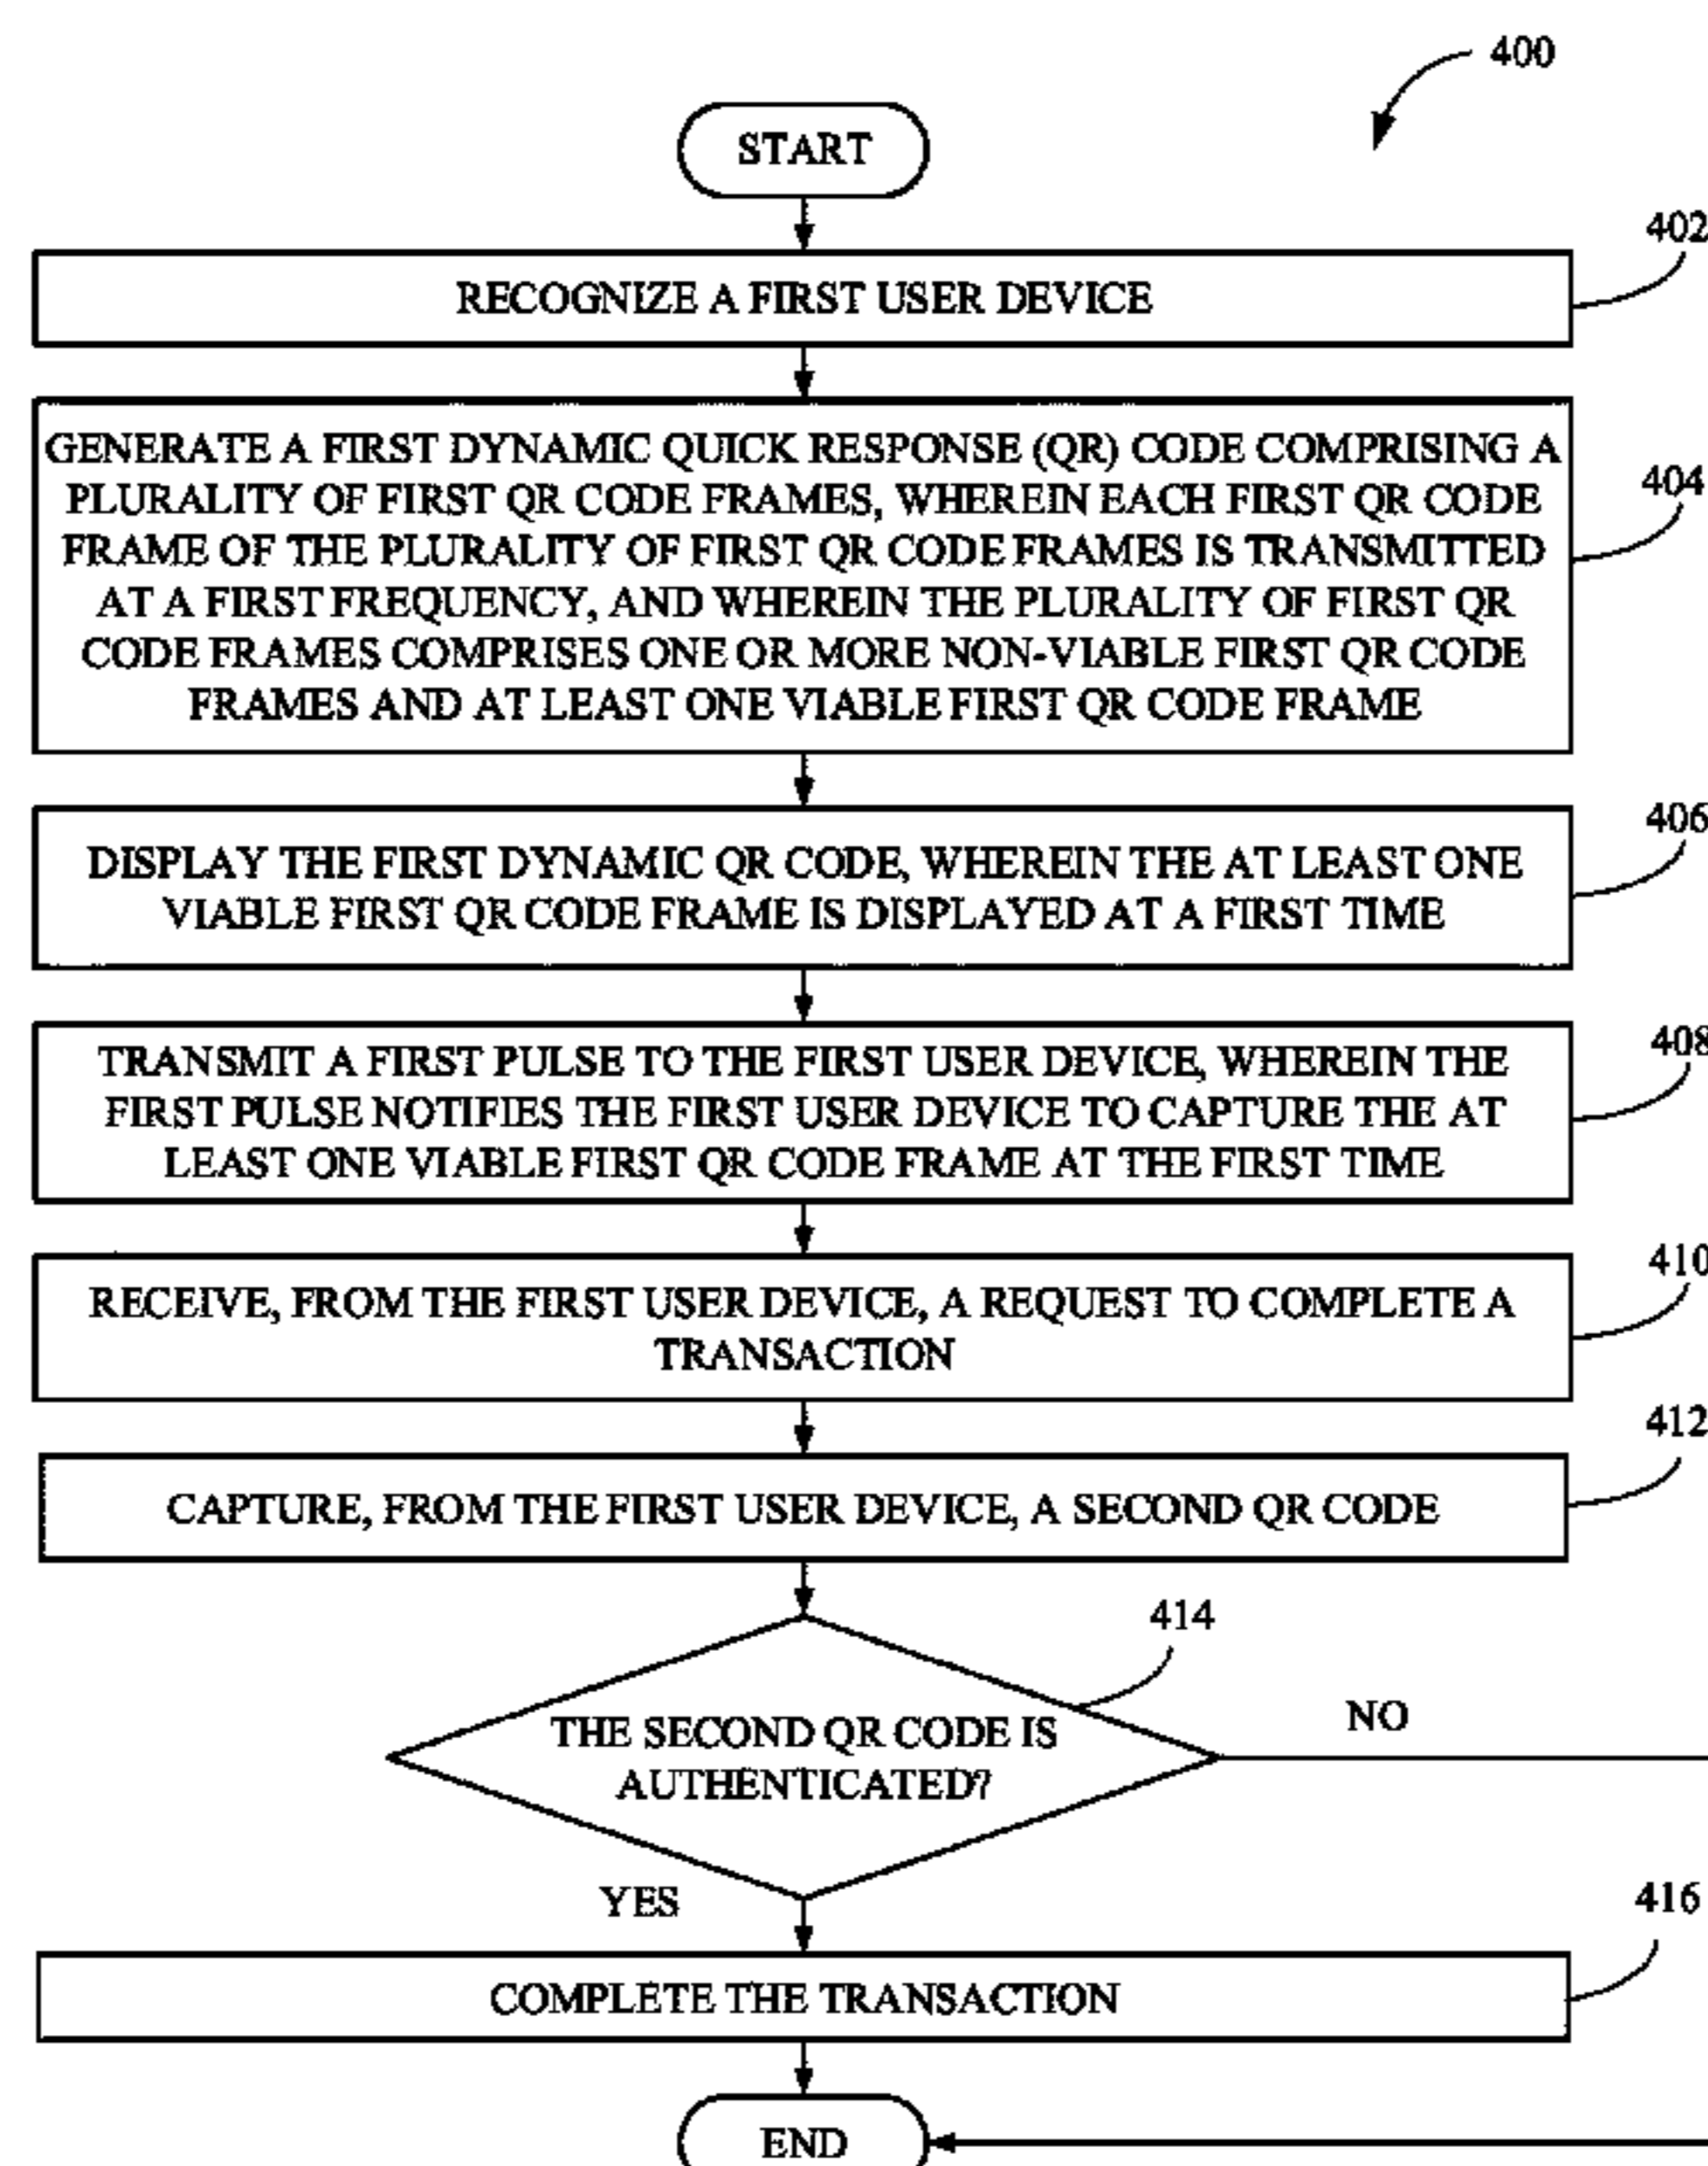 400
START
402
RECOGNIZE A FIRST USER DEVICE
GENERATE A FIRST DYNAMIC QUICK RESPONSE (QR) CODE COMPRISING A
PLURALITY OF FIRST QR CODE FRAMES, WHEREIN EACH FIRST QR CODE
FRAME OF THE PLURALITY OF FIRST QR CODE FRAMES IS TRANSMITTED
AT A FIRST FREQUENCY, AND WHEREIN THE PLURALITY OF FIRST QR
CODE FRAMES COMPRISES ONE OR MORE NON-VIABLE FIRST QR CODE
FRAMES AND AT LEAST ONE VIABLE FIRST QR CODE FRAME
404
406
DISPLAY THE FIRST DYNAMIC QR CODE, WHEREIN THE AT LEAST ONE
VIABLE FIRST QR CODE FRAME IS DISPLAYED AT A FIRST TIME
408
TRANSMIT A FIRST PULSE TO THE FIRST USER DEVICE, WHEREIN THE
FIRST PULSE NOTIFIES THE FIRST USER DEVICE TO CAPTURE THE AT
LEAST ONE VIABLE FIRST QR CODE FRAME AT THE FIRST TIME
410
RECEIVE, FROM THE FIRST USER DEVICE, A REQUEST TO COMPLETE A
TRANSACTION
412
CAPTURE, FROM THE FIRST USER DEVICE, A SECOND QR CODE
414
THE SECOND QR CODE IS
AUTHENTICATED?
NO
YES
416
COMPLETE THE TRANSACTION
END